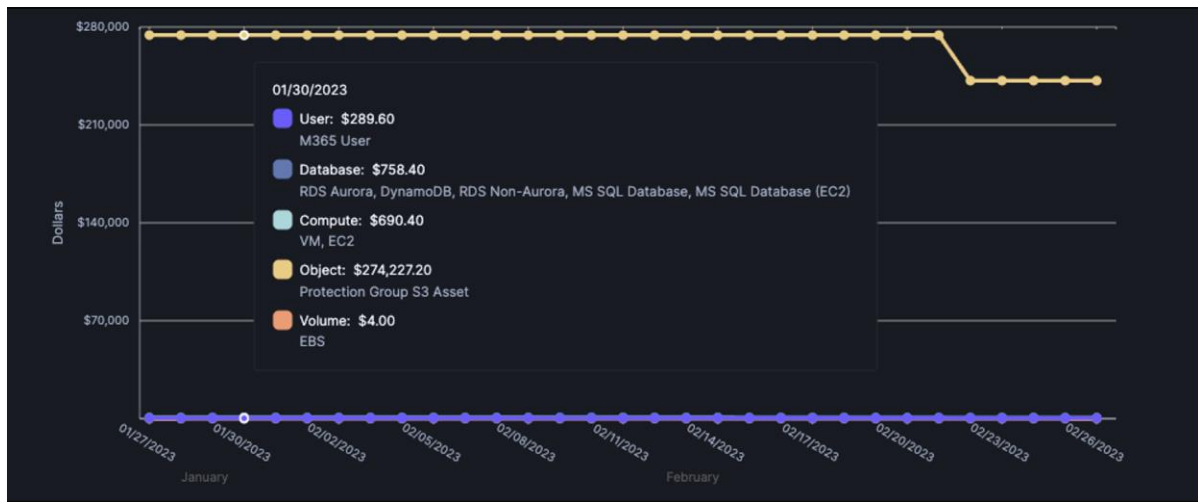 $280,000
01/30/2023
User: $289.60
M365 User
$210,000
Database: $758.40
RDS Aurora, DynamoDB, RDS Non-Aurora, MS SQL Database, MS SQL Database (EC2)
Dollars
$140,000
Compute: $690.40
VM, EC2
Object: $274,227.20
Protection Group S3 Asset
$70,000
Volume: $4.00
EBS
01/27/2023 01/30/2023 02/02/2023 02/05/2023 02/08/2023 02/11/2023 02/14/2023 02/17/2023 02/20/2023 02/23/2023 02/26/2023
January February